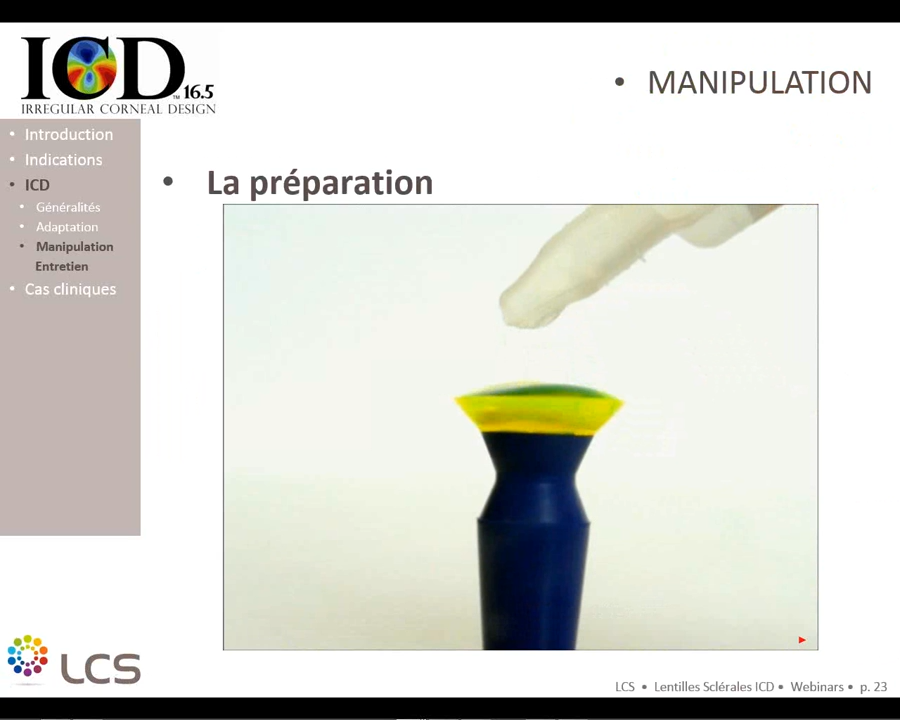 ICD™ 16.5
IRREGULAR CORNEAL DESIGN
• MANIPULATION
• Introduction
• Indications
• ICD
• Généralités
• Adaptation
• Manipulation
Entretien
• Cas cliniques
• La préparation
LCS
LCS • Lentilles Sclérales ICD • Webinars • p. 23